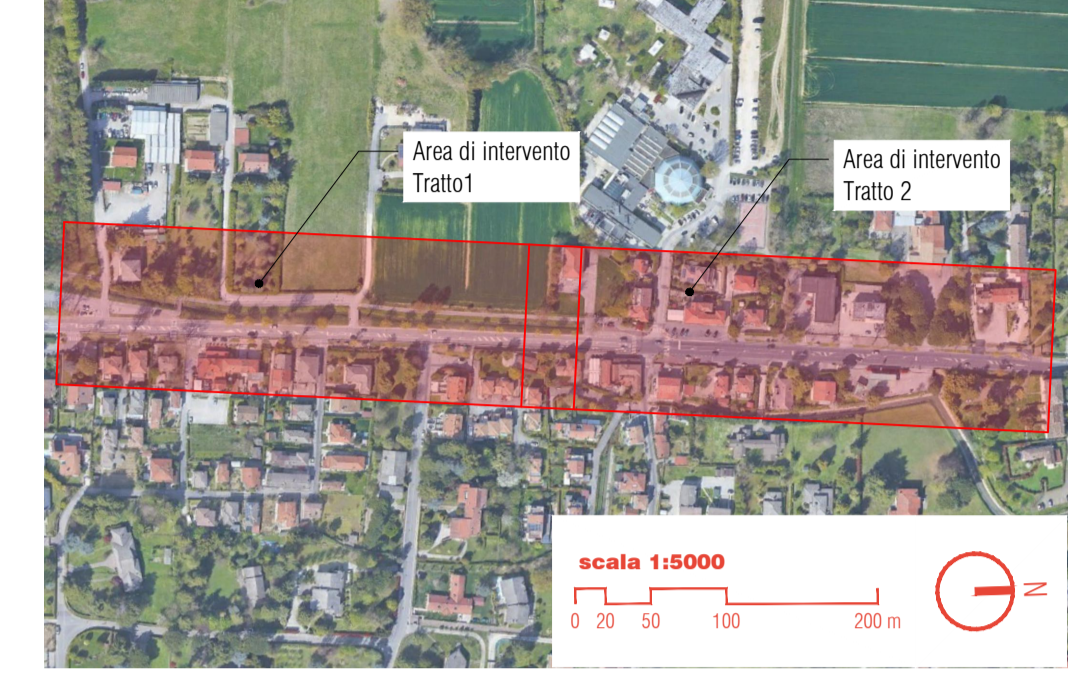 Area di intervento
Tratto1
Area di intervento
Tratto 2
scala 1:5000
0 20 50 100 200 m
N